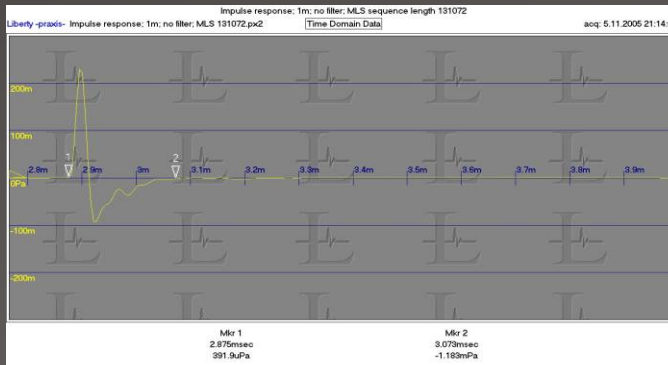 Impulse response; 1m; no filter; MLS sequence length 131072
Liberty -praxis- Impulse response; 1m; no filter; MLS 131072.px2 Time Domain Data acq: 5.11.2005 21:14:
200m
100m
1 2
2.8m 2.9m 3m 3.1m 3.2m 3.3m 3.4m 3.5m 3.6m 3.7m 3.8m 3.9m
0Pa
-100m
-200m
Mkr 1 Mkr 2
2.875msec 3.073msec
391.9uPa -1.183mPa